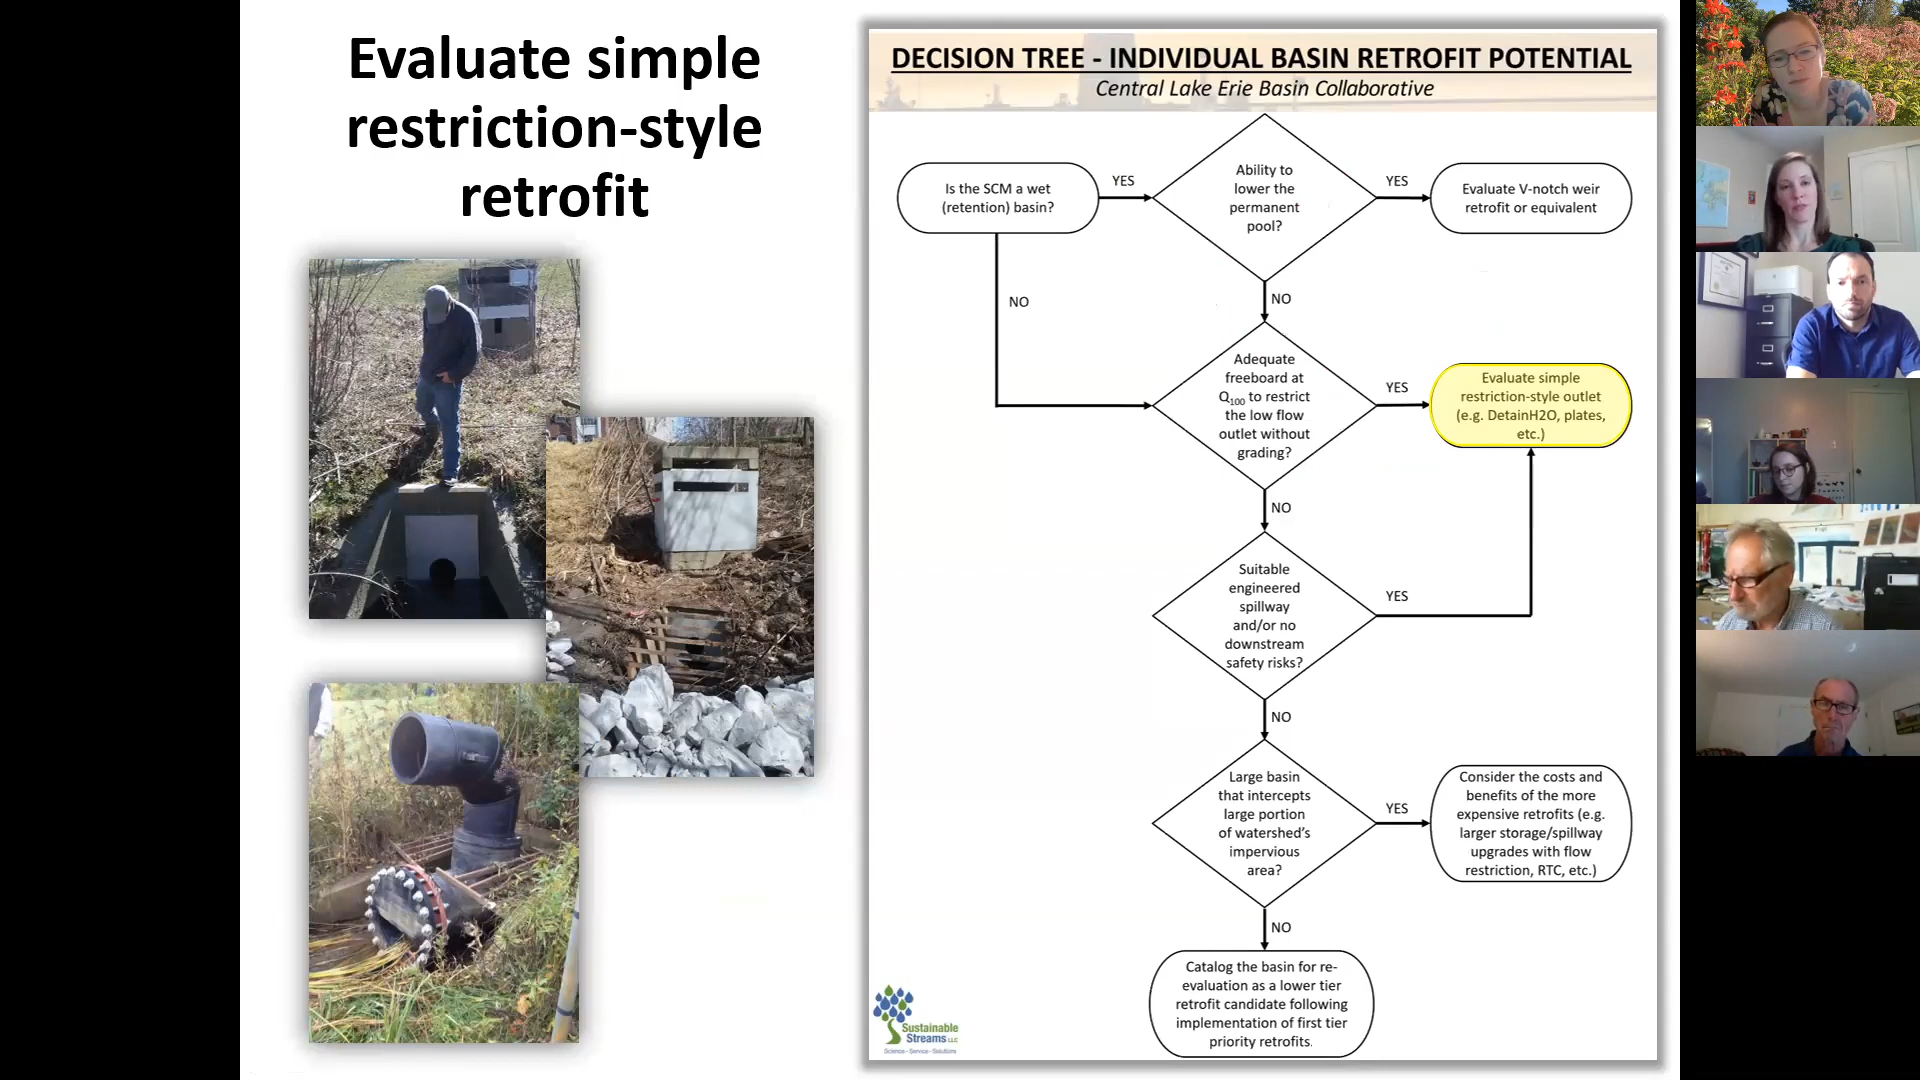 Evaluate simple
restriction-style
retrofit
DECISION TREE - INDIVIDUAL BASIN RETROFIT POTENTIAL
Central Lake Erie Basin Collaborative
Is the SCM a wet
(retention) basin?
YES
Ability to
lower the
permanent
pool?
YES
Evaluate V-notch weir
retrofit or equivalent
NO
NO
Adequate
freeboard at
Q100 to restrict
the low flow
outlet without
grading?
YES
Evaluate simple
restriction-style outlet
(e.g. DetainH2O, plates,
etc.)
NO
Suitable
engineered
spillway
and/or no
downstream
safety risks?
YES
NO
Large basin
that intercepts
large portion
of watershed's
impervious
area?
YES
Consider the costs and
benefits of the more
expensive retrofits (e.g.
larger storage/spillway
upgrades with flow
restriction, RTC, etc.)
NO
Catalog the basin for re-
evaluation as a lower tier
retrofit candidate following
implementation of first tier
priority retrofits.
Sustainable
Streams LLC
Science - Service - Solutions